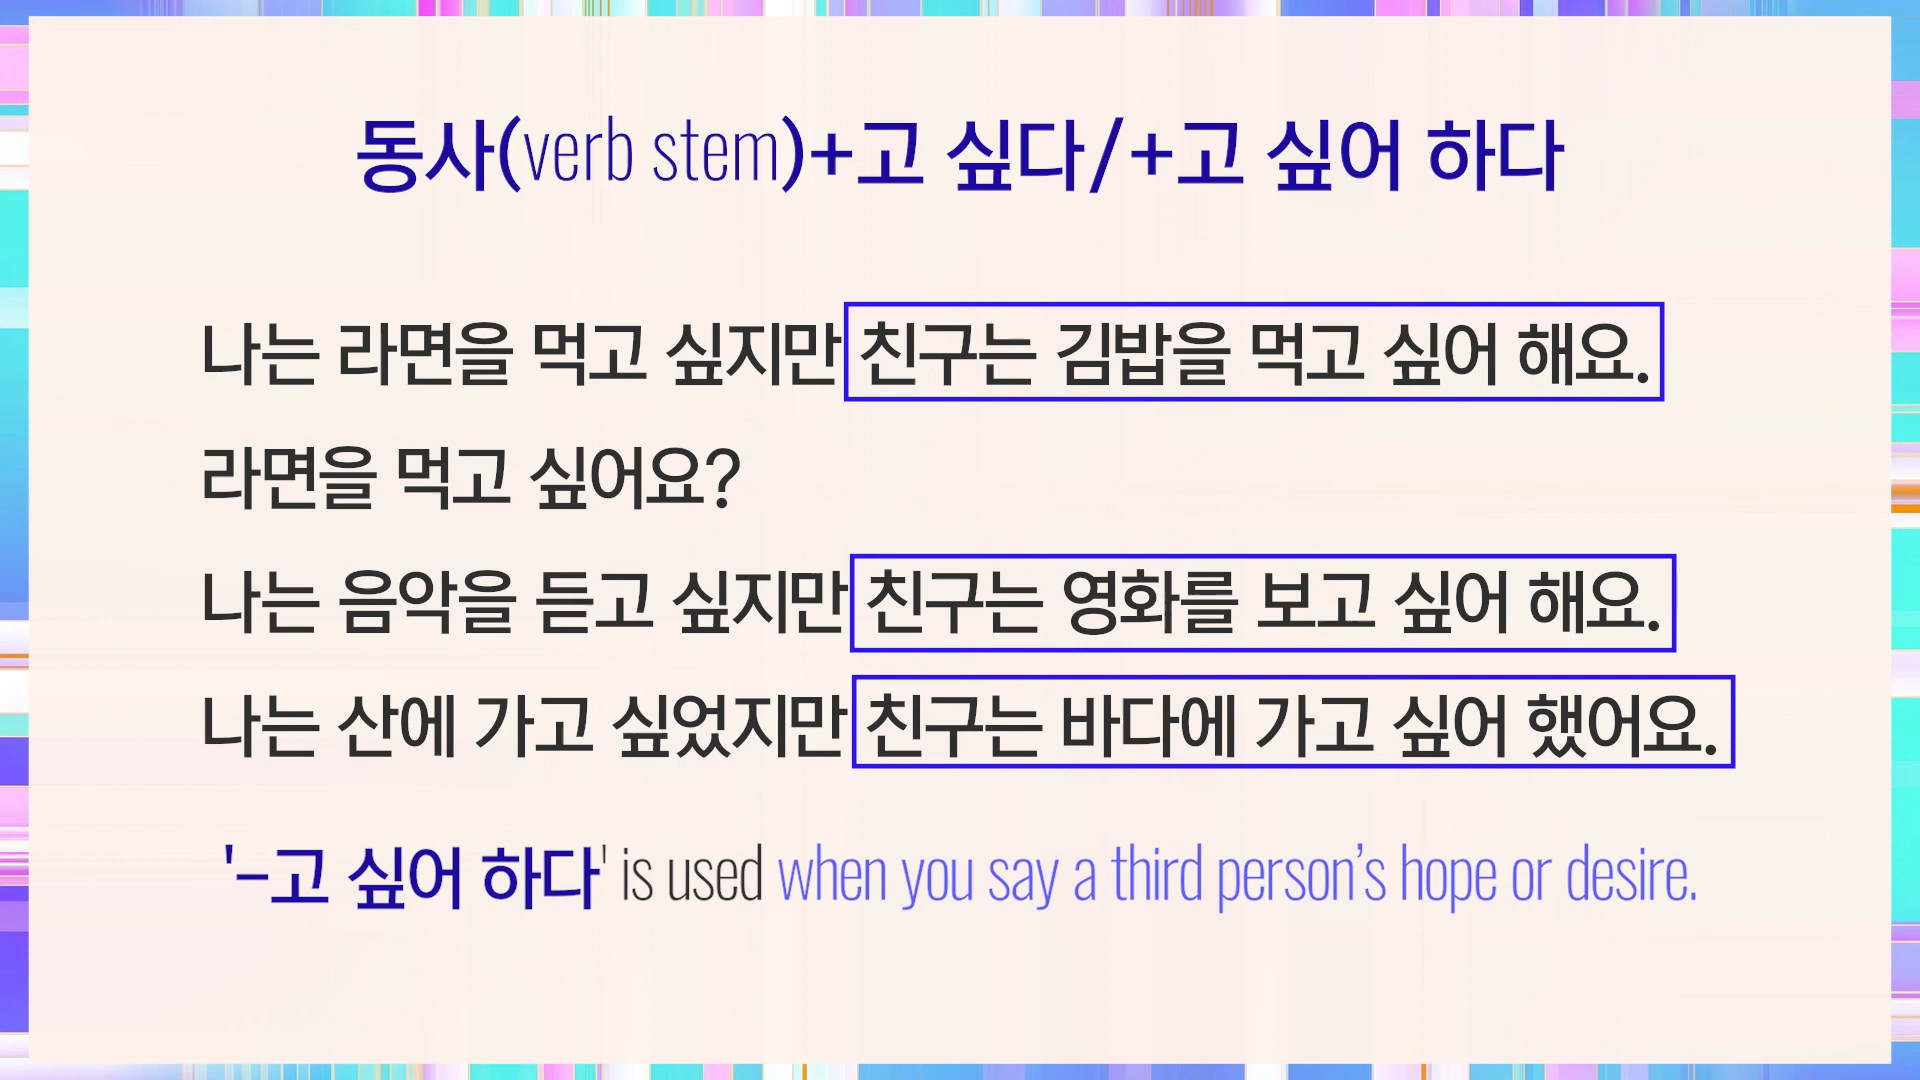 동사(verb stem)+고 싶다/+고 싶어 하다
나는 라면을 먹고 싶지만 친구는 김밥을 먹고 싶어 해요.
라면을 먹고 싶어요?
나는 음악을 듣고 싶지만 친구는 영화를 보고 싶어 해요.
나는 산에 가고 싶었지만 친구는 바다에 가고 싶어 했어요.
'–고 싶어 하다' is used when you say a third person’s hope or desire.